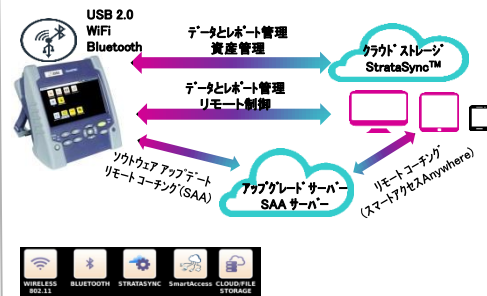 USB 2.0
WiFi
Bluetooth
データとレポート管理
資産管理
クラウド ストレージ
StrataSync™
データとレポート管理
リモート制御
ソウトウェア アップデート
リモート コーチング(SAA)
アップグレード サーバー
SAA サーバー
リモート コーチング
(スマートアクセスAnywhere)
WIRELESS
802.11
BLUETOOTH
STRATASYNC
SmartAccess
CLOUD/FILE
STORAGE